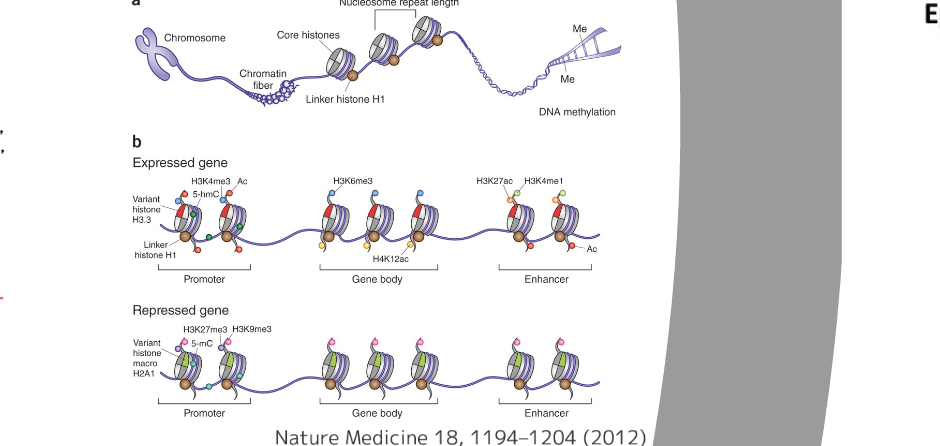 a
Nucleosome repeat length
Me
Chromosome
Core histones
Chromatin
fiber
Me
Linker histone H1
DNA methylation
b
Expressed gene
H3K4me3 Ac
5-hmC
H3K6me3
H3K27ac H3K4me1
Variant
histone
H3.3
Linker
histone H1
H4K12ac
Ac
Promoter
Gene body
Enhancer
Repressed gene
H3K27me3 H3K9me3
5-mC
Variant
histone
macro
H2A1
Promoter
Gene body
Enhancer
Nature Medicine 18, 1194–1204 (2012)